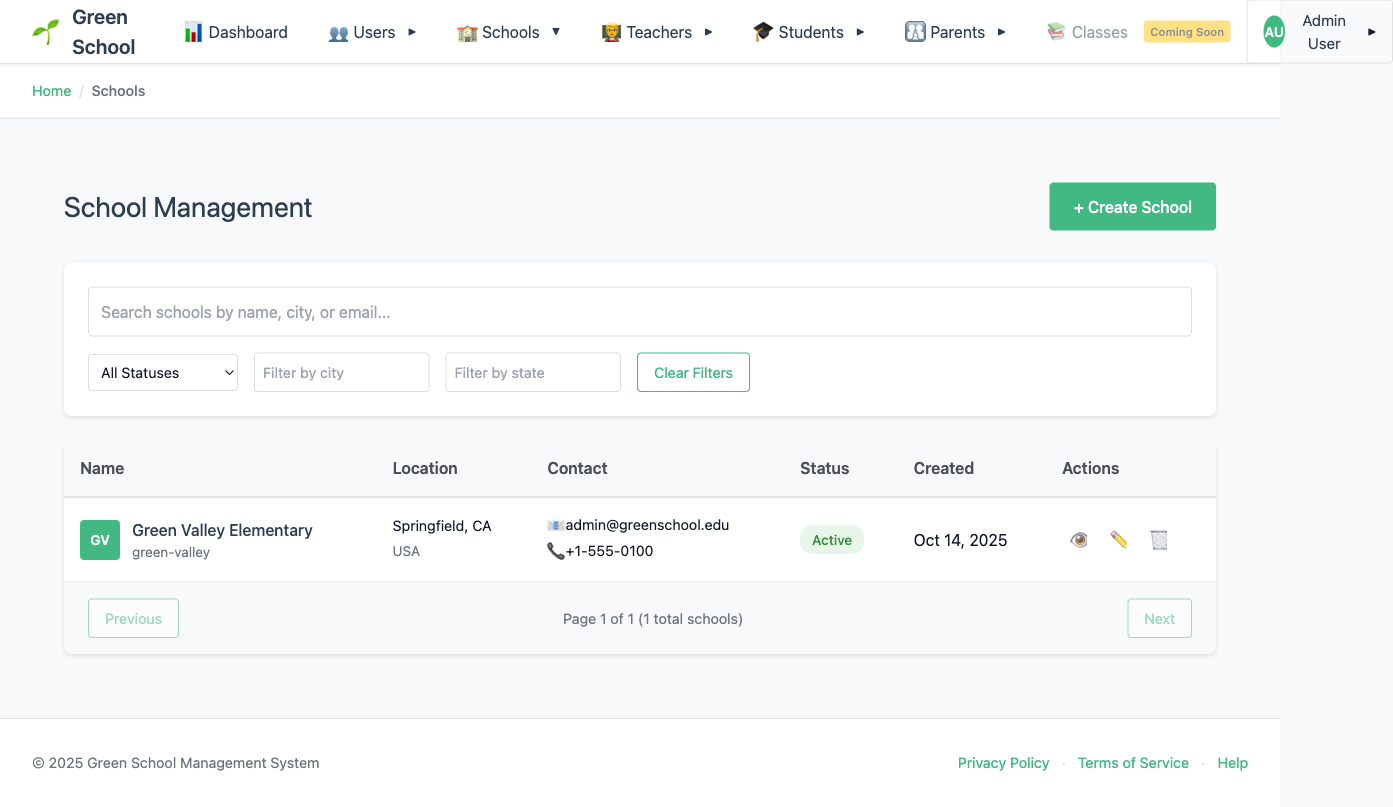 Green
School
Dashboard
Users
Schools
Teachers
Students
Parents
Classes
Coming Soon
AU
Admin
User
Home / Schools
School Management
+ Create School
Search schools by name, city, or email...
All Statuses
Filter by city
Filter by state
Clear Filters
Name Location Contact Status Created Actions
GV
Green Valley Elementary
green-valley
Springfield, CA
USA
admin@greenschool.edu
+1-555-0100
Active
Oct 14, 2025
Previous
Page 1 of 1 (1 total schools)
Next
© 2025 Green School Management System
Privacy Policy · Terms of Service · Help